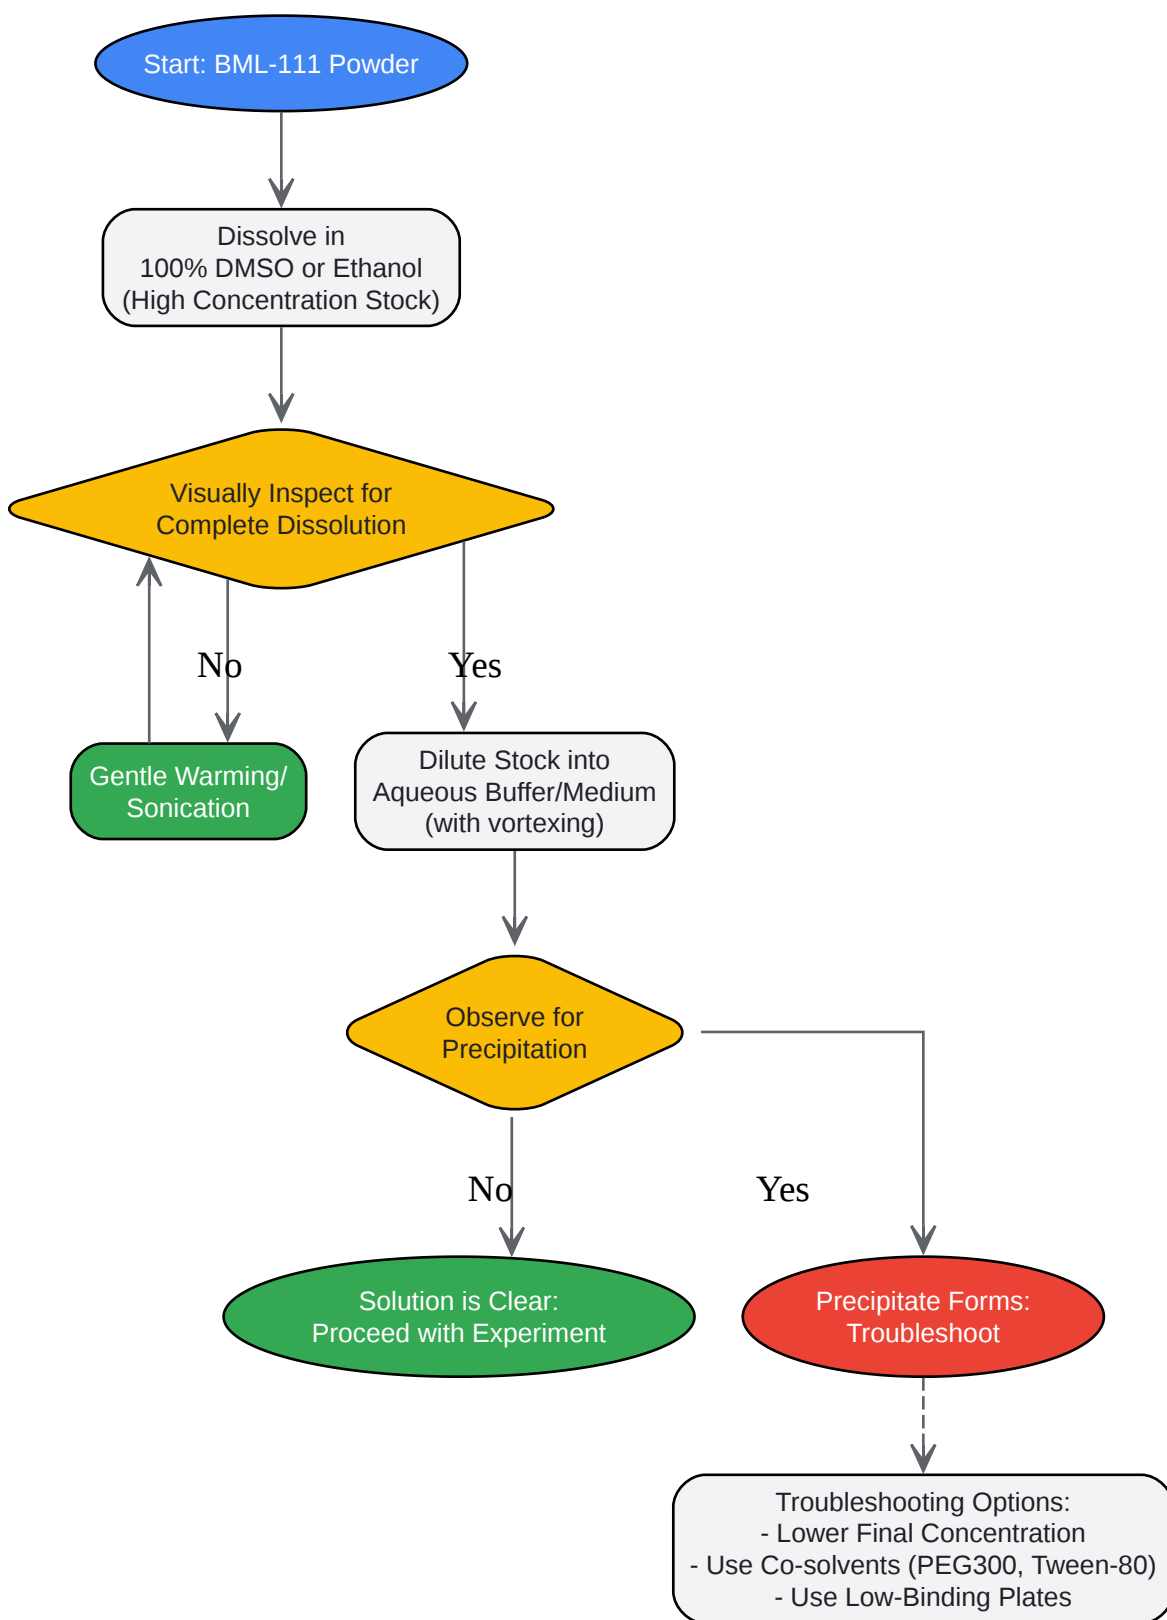 Start: BML-111 Powder
Dissolve in
100% DMSO or Ethanol
(High Concentration Stock)
Visually Inspect for
Complete Dissolution
No
Yes
Gentle Warming/
Sonication
Dilute Stock into
Aqueous Buffer/Medium
(with vortexing)
Observe for
Precipitation
No
Yes
Solution is Clear:
Proceed with Experiment
Precipitate Forms:
Troubleshoot
Troubleshooting Options:
- Lower Final Concentration
- Use Co-solvents (PEG300, Tween-80)
- Use Low-Binding Plates